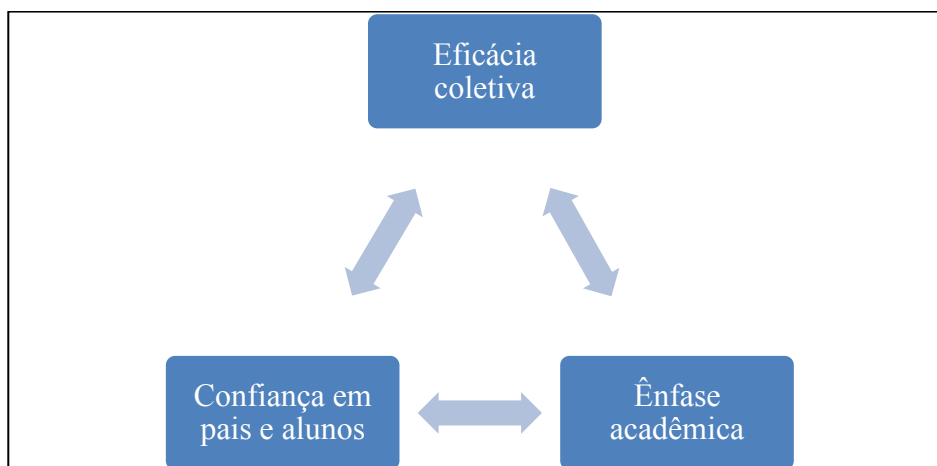 Eficácia
coletiva
Confiança em
pais e alunos
Ênfase
acadêmica